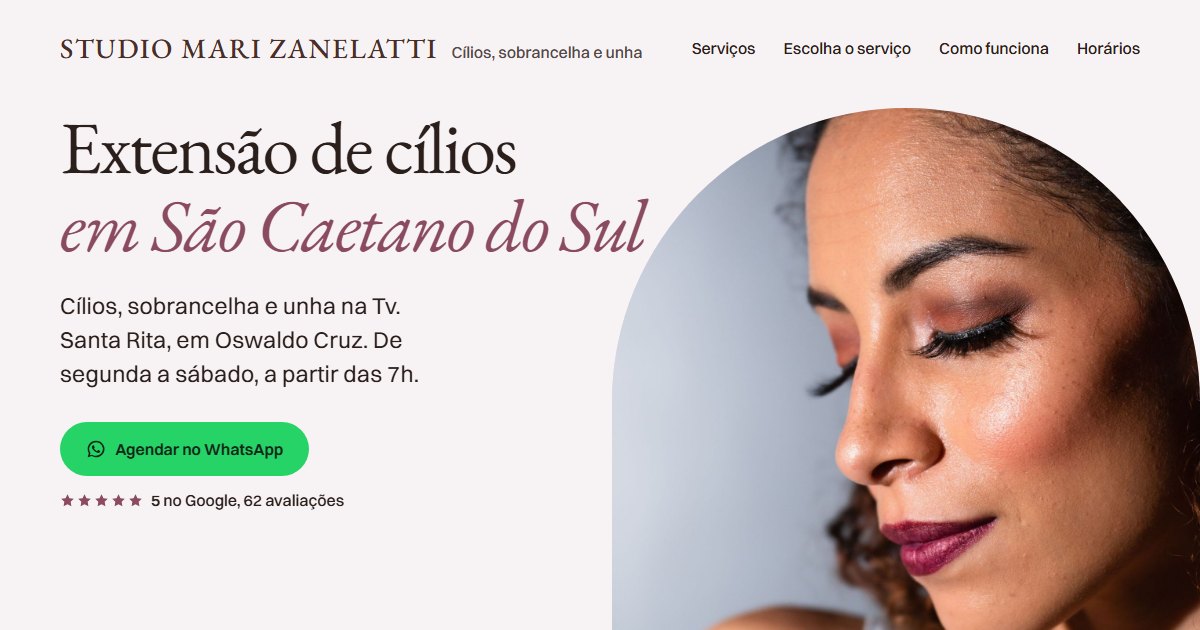 STUDIO MARI ZANELATTI
Cílios, sobrancelha e unha
Serviços
Escolha o serviço
Como funciona
Horários
Extensão de cílios
em São Caetano do Sul
Cílios, sobrancelha e unha na Tv.
Santa Rita, em Oswaldo Cruz. De
segunda a sábado, a partir das 7h.
Agendar no WhatsApp
5 no Google, 62 avaliações